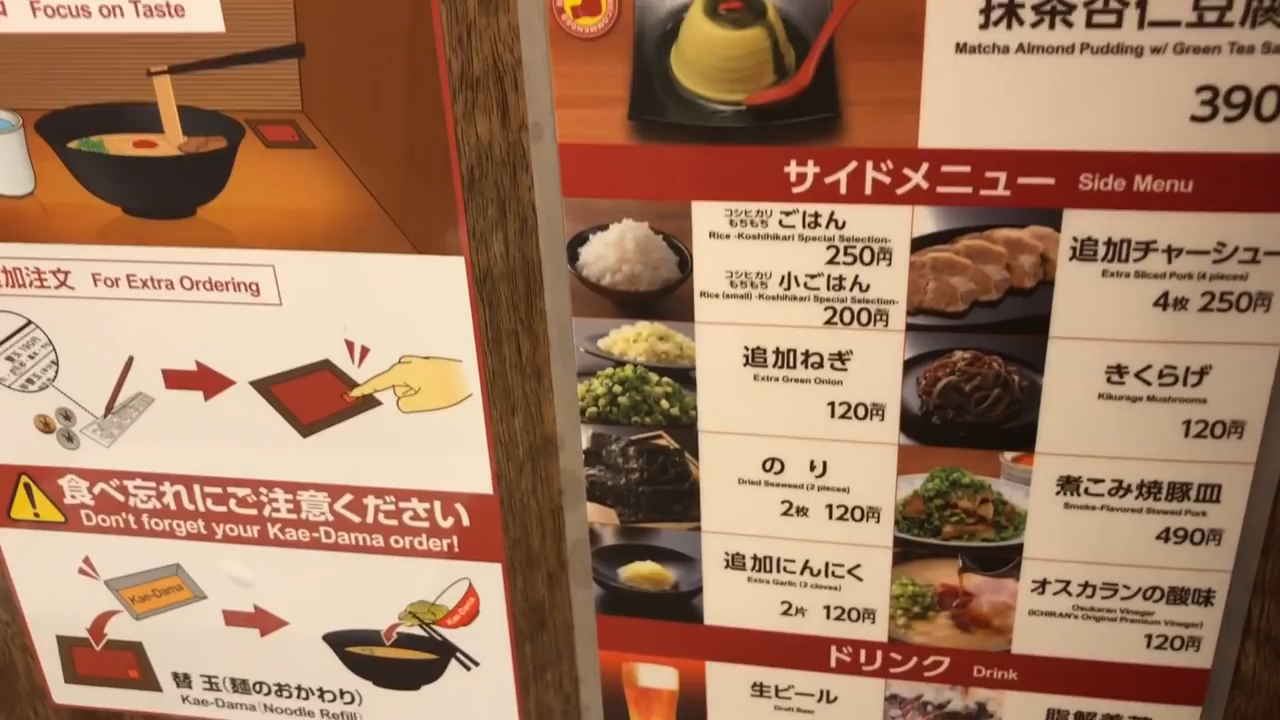 Focus on Taste
加注文 For Extra Ordering
食べ忘れにご注意ください
Don't forget your Kae-Dama order!
Kae-Dama
Kae-Dama
替玉(麺のおかわり)
Kae-Dama(Noodle Refill)
抹茶杏仁豆腐
Matcha Almond Pudding w/ Green Tea
390
サイドメニュー Side Menu
コシヒカリ
もちもち ごはん
Rice -Koshihikari Special Selection-
250円
コシヒカリ
もちもち 小ごはん
Rice (small) -Koshihikari Special Selection-
200円
追加ねぎ
Extra Green Onion
120円
のり
Dried Seaweed (2 pieces)
2枚 120円
追加にんにく
Extra Garlic (2 cloves)
2片 120円
追加チャーシュー
Extra Sliced Pork (4 pieces)
4枚 250円
きくらげ
Kikurage Mushrooms
120円
煮こみ焼豚皿
Smoke-Flavored Stewed Pork
490円
オスカランの酸味
Osukaran Vinegar
(ICHIRAN's Original Premium Vinegar)
120円
ドリンク Drink
生ビール
Draft Beer